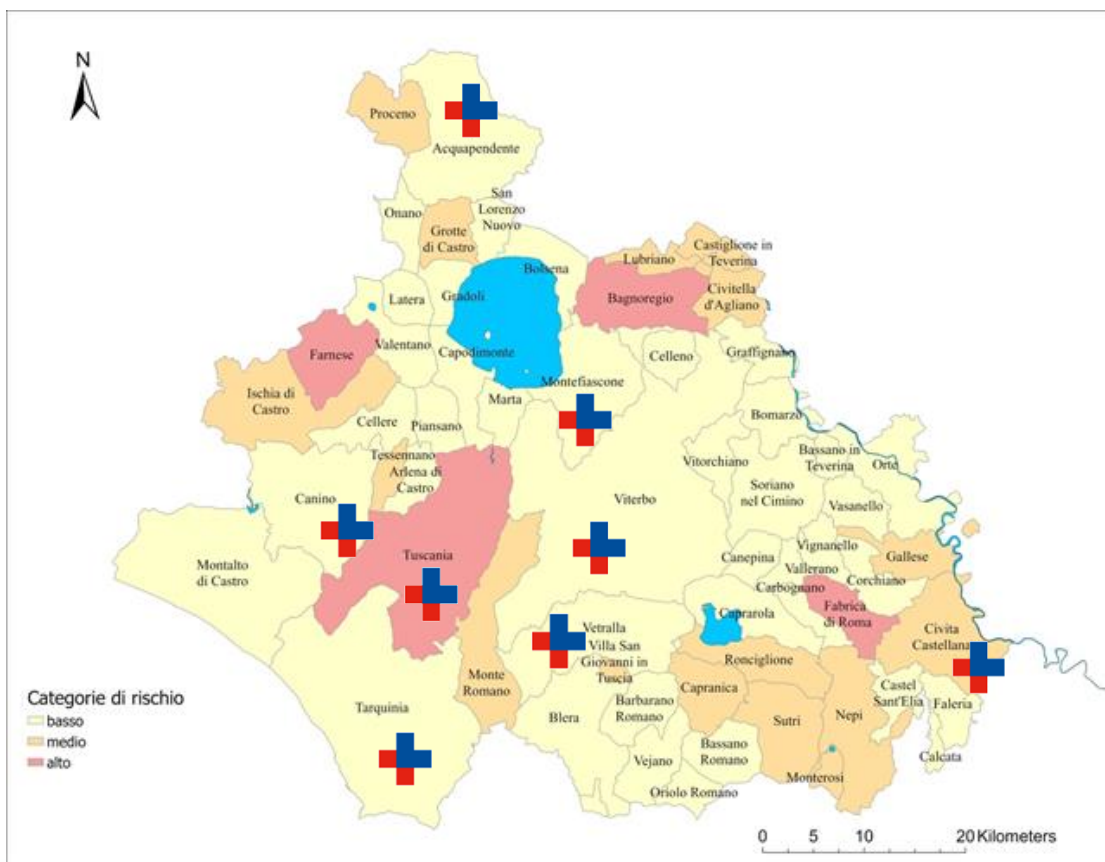 N
Proceno
Acquapendente
San
Lorenzo
Nuovo
Onano
Grotte
di Castro
Castiglione in
Teverina
Lubriano
Bolsena
Bagnoregio
Civitella
d'Agliano
Latera
Gradoli
Valentano
Farnese
Capodimonte
Celleno
Graffignano
Montefiascone
Ischia di
Castro
Marta
Cellere
Piansano
Bomarzo
Tessennano
Arlena di
Castro
Vitorchiano
Bassano in
Teverina
Orte
Canino
Viterbo
Soriano
nel Cimino
Vasanello
Tuscania
Montalto
di Castro
Canepina
Vignanello
Gallese
Vallerano
Carbognano
Corchiano
Caprarola
Fabrica
di Roma
Vetralla
Villa San
Giovanni in
Tuscia
Civita
Castellana
Ronciglione
Monte
Romano
Capranica
Castel
Sant'Elia
Faleria
Tarquinia
Blera
Barbarano
Romano
Sutri
Nepi
Bassano
Romano
Vejano
Calcata
Monterosi
Oriolo Romano
Categorie di rischio
basso
medio
alto
0 5 10 20 Kilometers